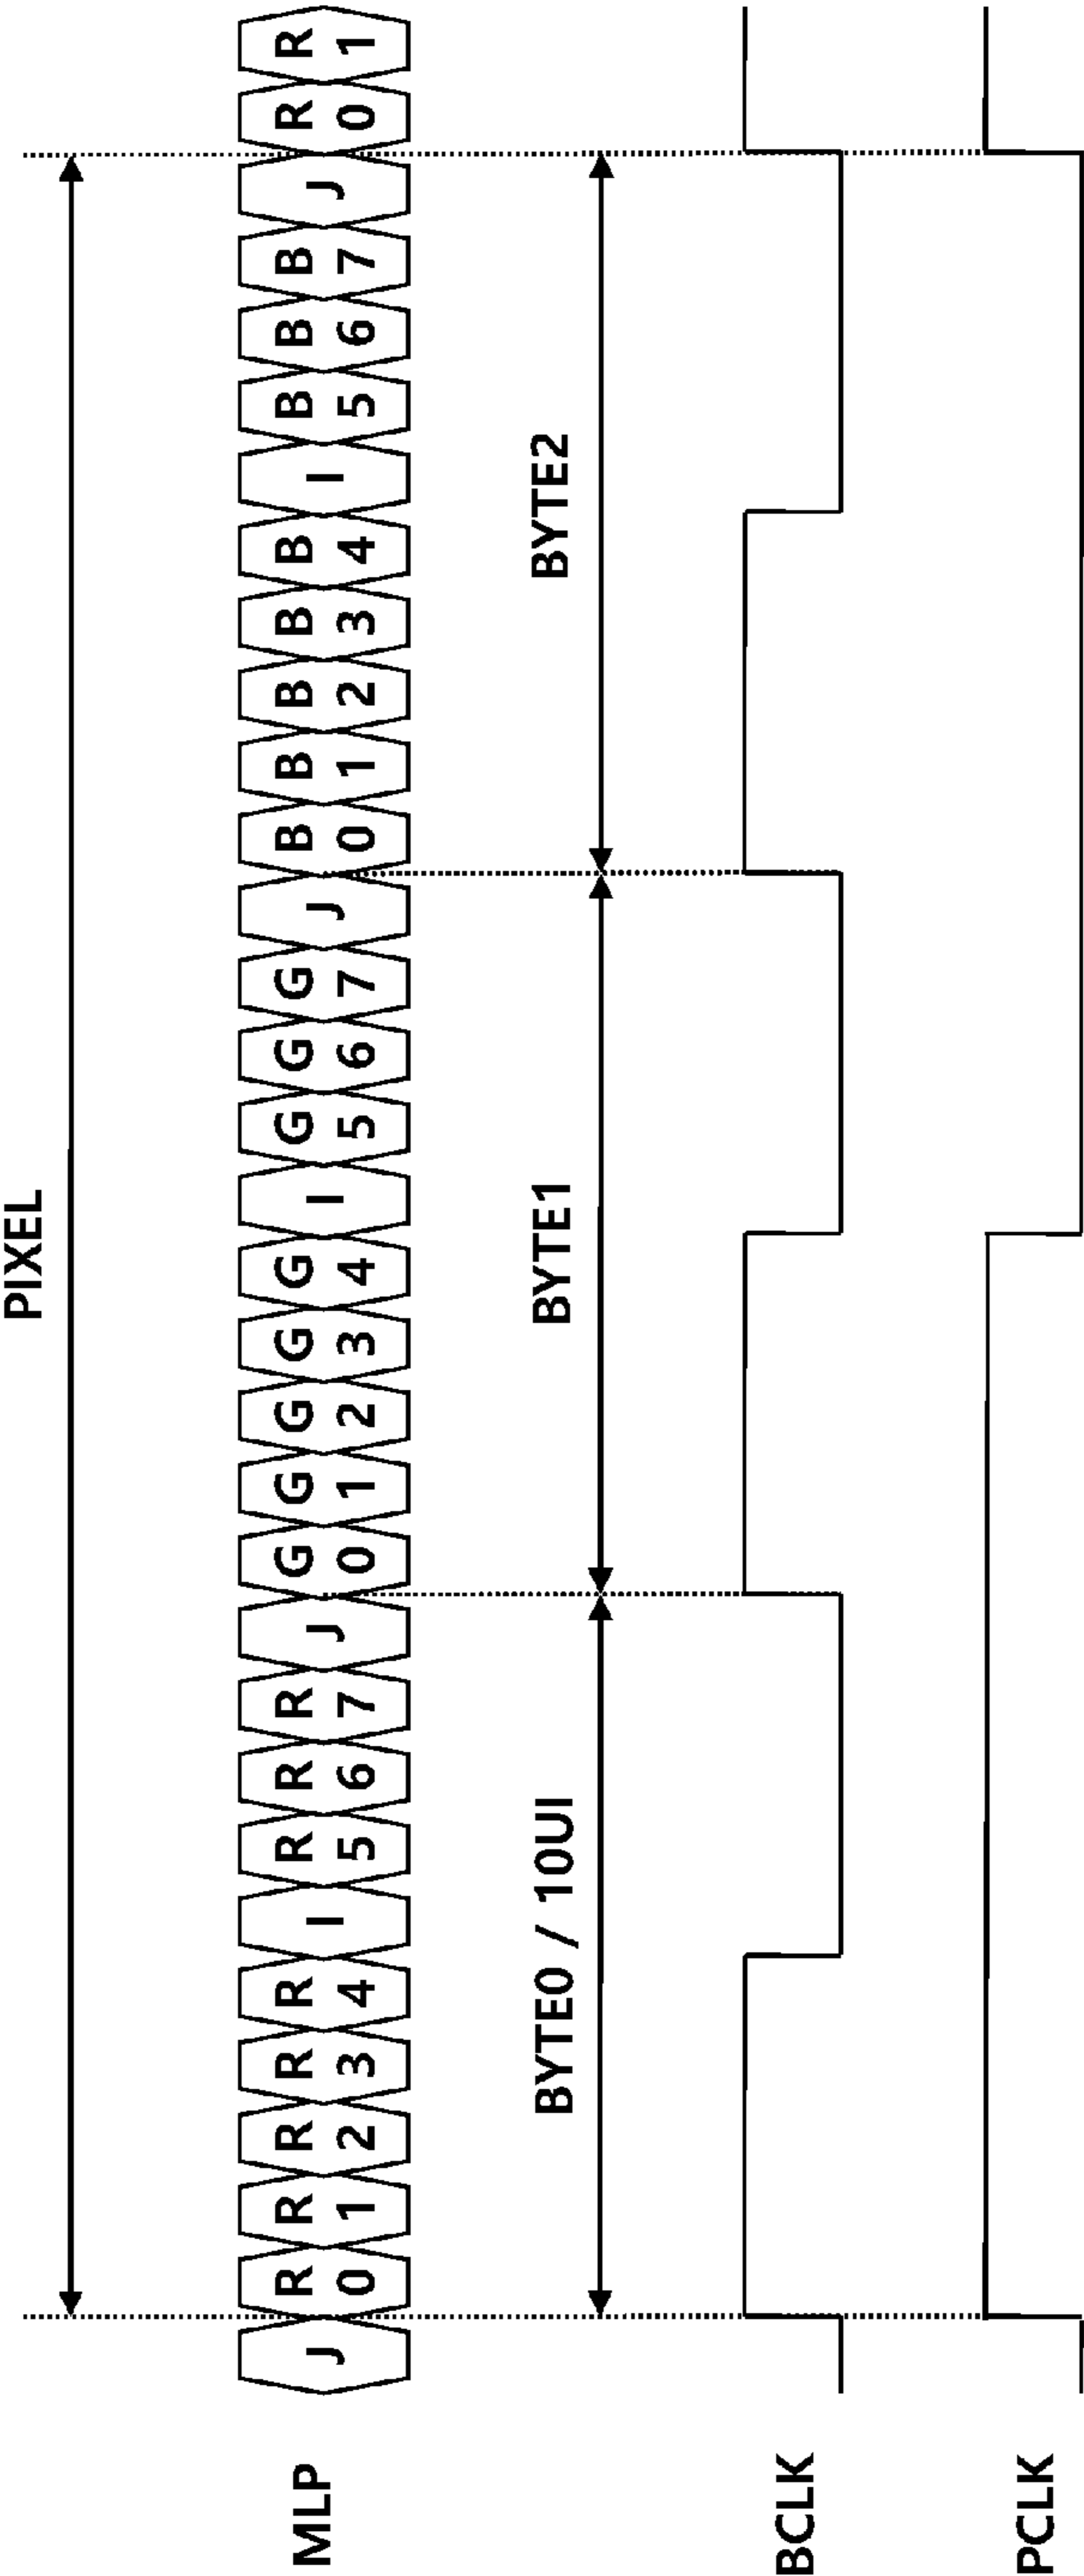 PIXEL
MLP J R0 R1 R2 R3 R4 I R5 R6 R7 J G0 G1 G2 G3 G4 I G5 G6 G7 J B0 B1 B2 B3 B4 I B5 B6 B7 J R0 R1
BYTE0 / 10UI BYTE1 BYTE2
BCLK
PCLK